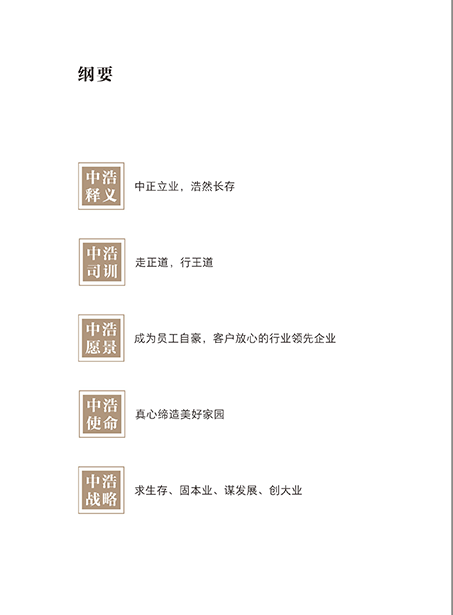 纲要
中浩
释义
中正立业，浩然长存
中浩
司训
走正道，行王道
中浩
愿景
成为员工自豪，客户放心的行业领先企业
中浩
使命
真心缔造美好家园
中浩
战略
求生存、固本业、谋发展、创大业